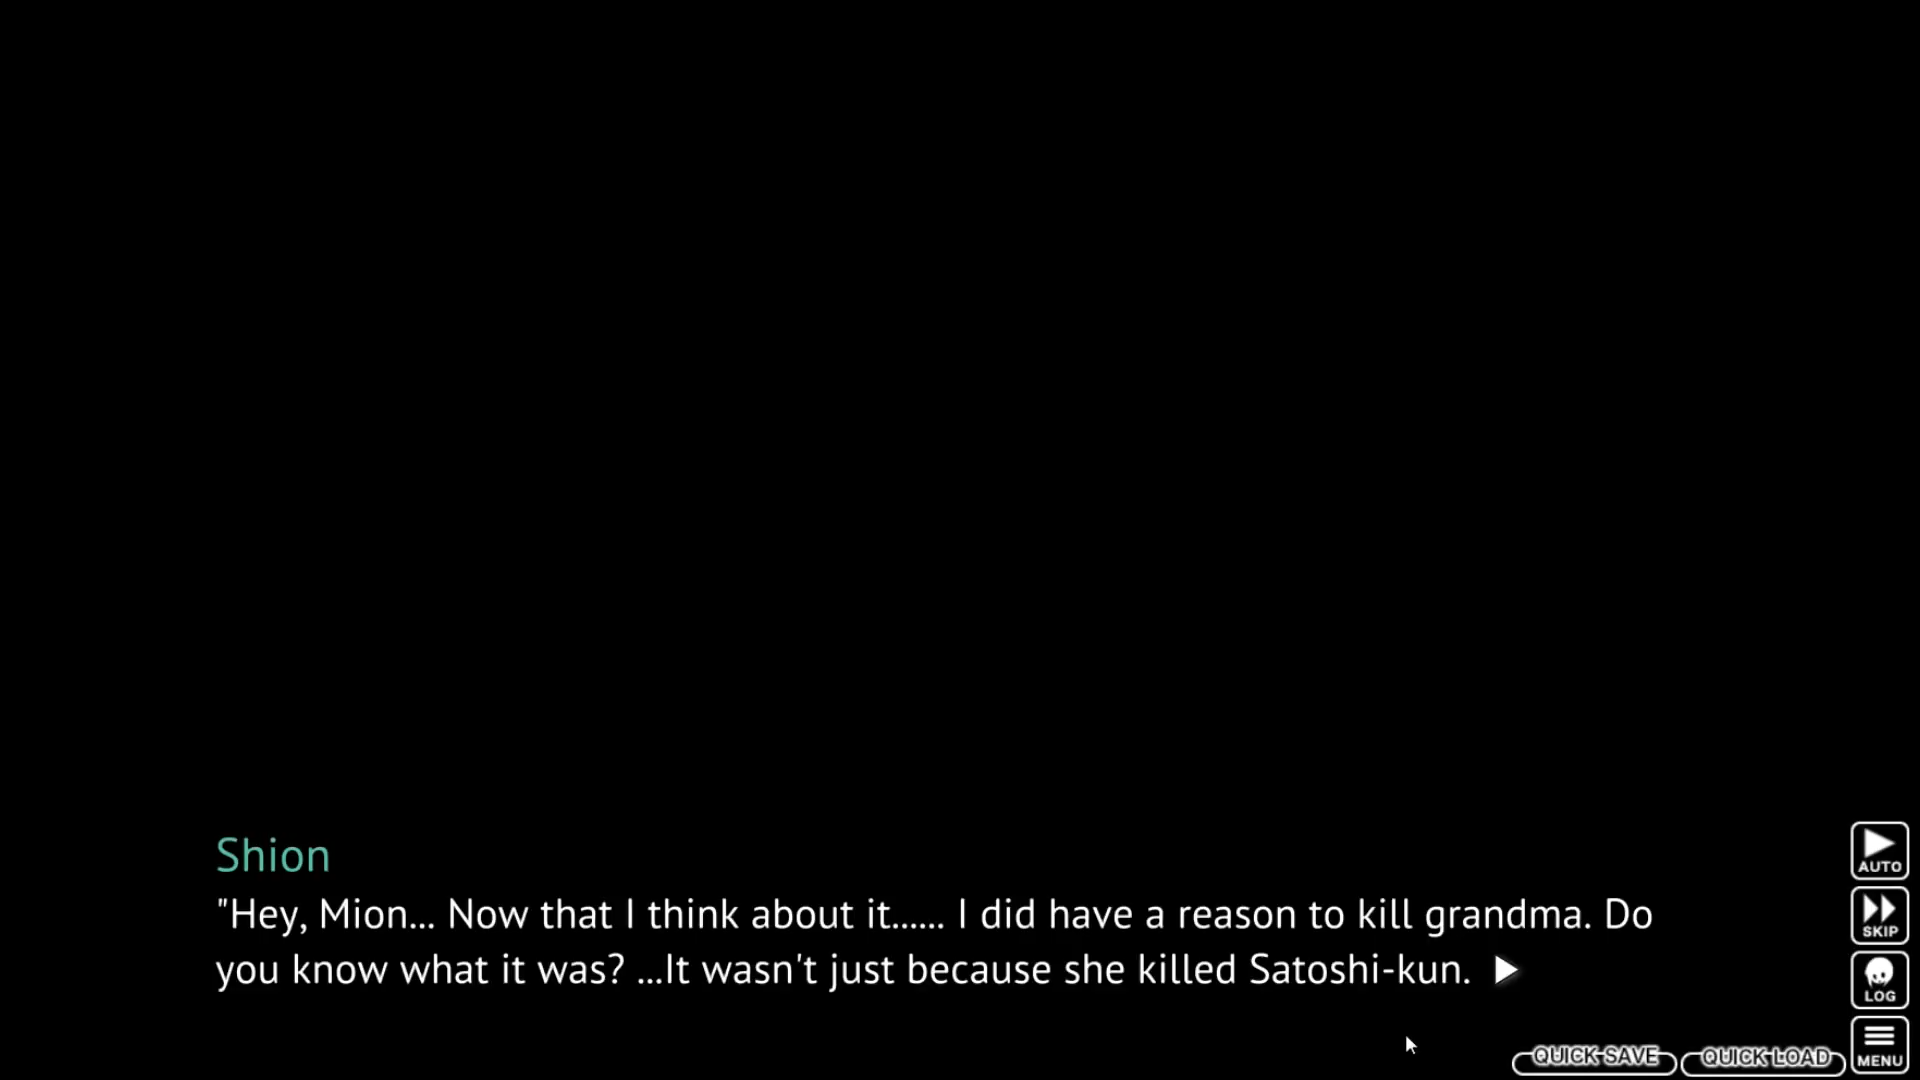 Shion
"Hey, Mion... Now that I think about it...... I did have a reason to kill grandma. Do
you know what it was? ...It wasn't just because she killed Satoshi-kun.
AUTO
SKIP
LOG
MENU
QUICK SAVE
QUICK LOAD